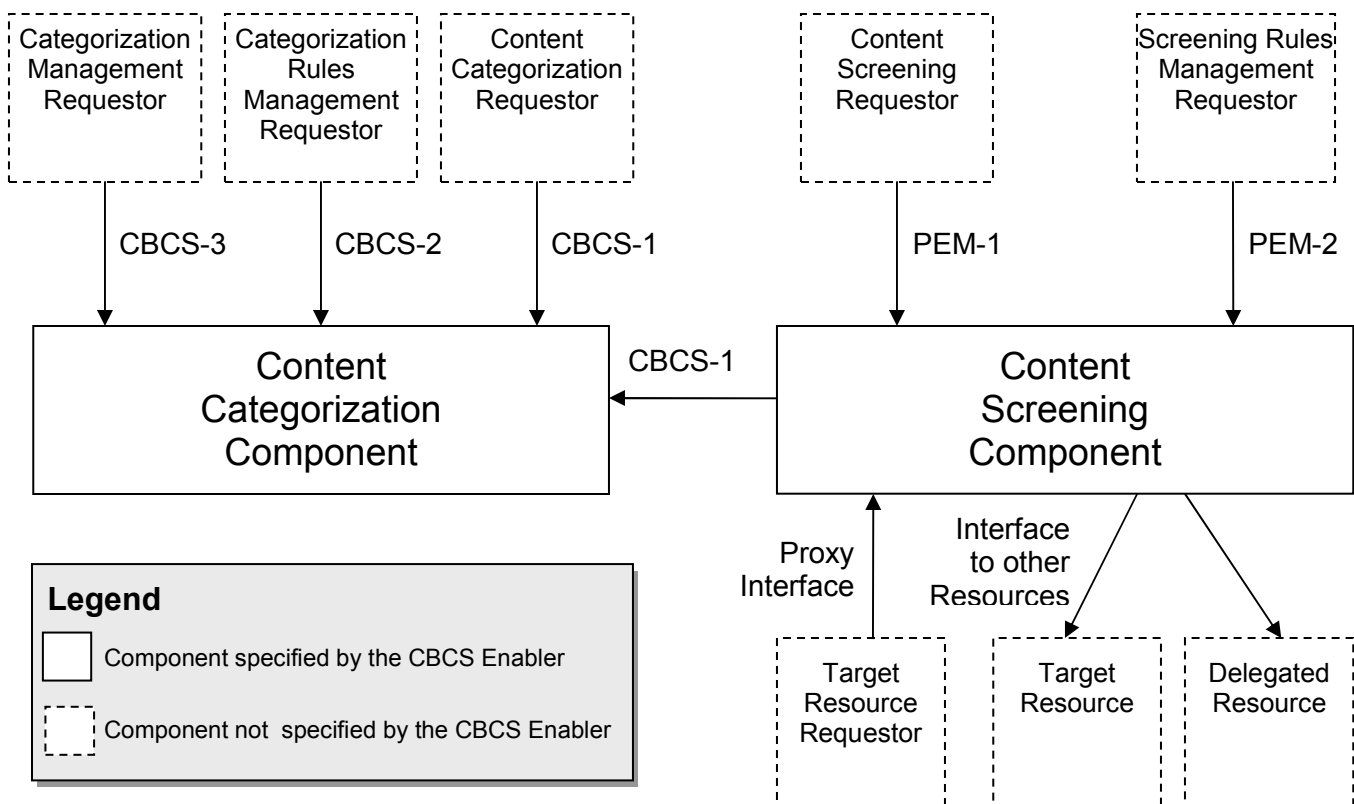 Categorization
Management
Requestor
Categorization
Rules
Management
Requestor
Content
Categorization
Requestor
Content
Screening
Requestor
Screening Rules
Management
Requestor
CBCS-3
CBCS-2
CBCS-1
PEM-1
PEM-2
Content
Categorization
Component
CBCS-1
Content
Screening
Component
Proxy
Interface
Interface
to other
Resources
Legend
Component specified by the CBCS Enabler
Component not specified by the CBCS Enabler
Target
Resource
Requestor
Target
Resource
Delegated
Resource